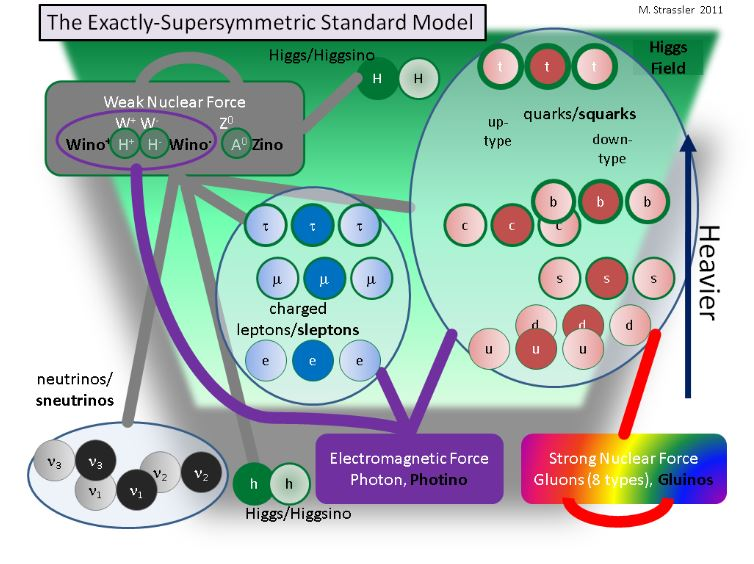 M. Strassler 2011
The Exactly-Supersymmetric Standard Model
Higgs/Higgsino
H H
Higgs
Field
t t t
quarks/squarks
up-
type
down-
type
Weak Nuclear Force
W⁺ W⁻ Z⁰
Wino⁺ H⁺ H⁻ Wino⁻ A⁰ Zino
b b b
c c c
τ τ τ
μ μ μ
s s s
charged
leptons/sleptons
d d d
u u u
e e e
Heavier
neutrinos/
sneutrinos
ν₃ ν₃ ν₂ ν₂
ν₁ ν₁
h h
Higgs/Higgsino
Electromagnetic Force
Photon, Photino
Strong Nuclear Force
Gluons (8 types), Gluinos